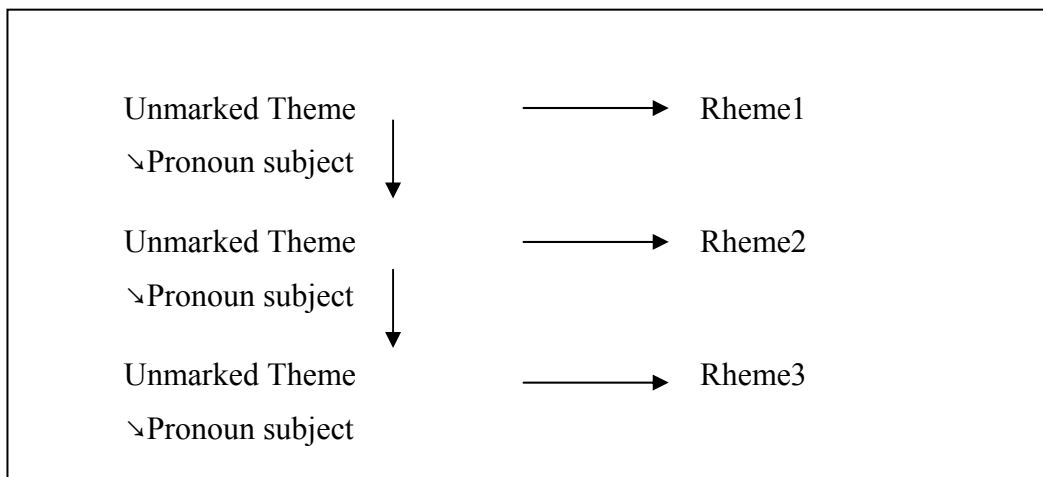 Unmarked Theme Rheme1
↘Pronoun subject
Unmarked Theme Rheme2
↘Pronoun subject
Unmarked Theme Rheme3
↘Pronoun subject